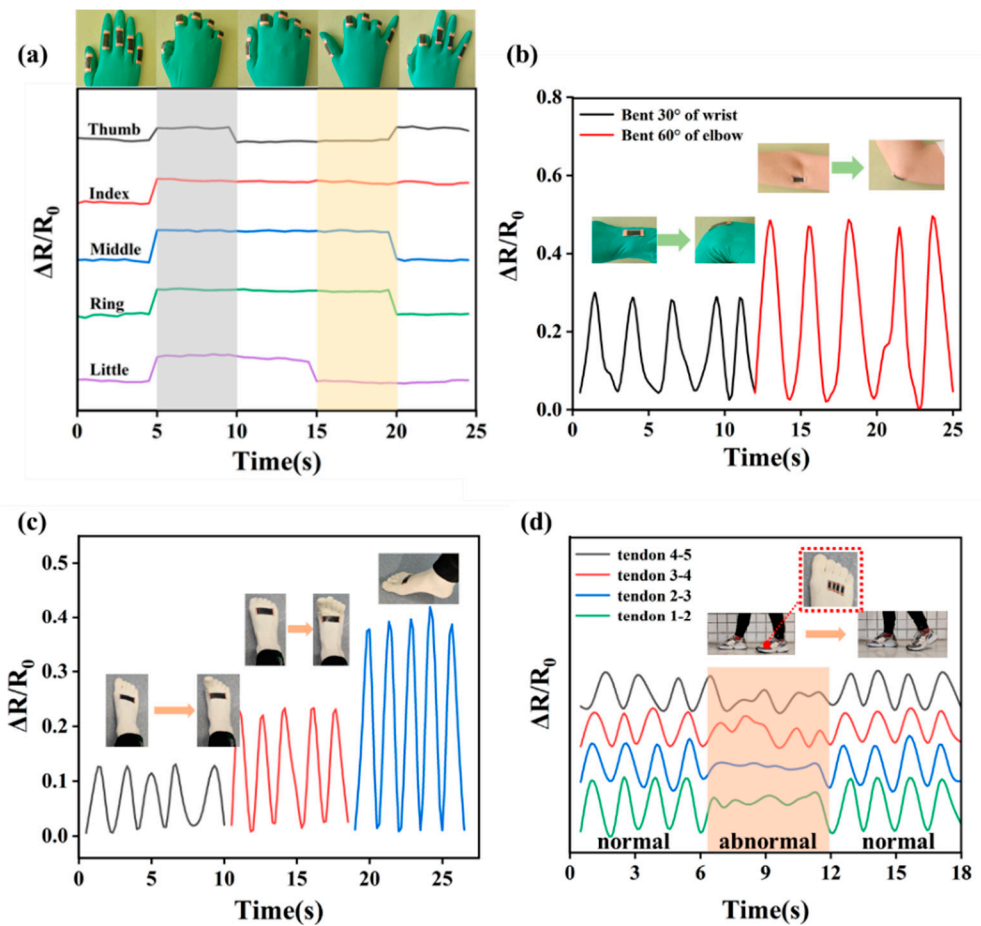 (a)
Thumb
Index
Middle
Ring
Little
ΔR/R₀
0 5 10 15 20 25
Time(s)
(b)
0.8
0.6
0.4
0.2
0.0
ΔR/R₀
Bent 30° of wrist
Bent 60° of elbow
0 5 10 15 20 25
Time(s)
(c)
0.5
0.4
0.3
0.2
0.1
0.0
ΔR/R₀
0 5 10 15 20 25
Time(s)
(d)
tendon 4-5
tendon 3-4
tendon 2-3
tendon 1-2
ΔR/R₀
normal abnormal normal
0 3 6 9 12 15 18
Time(s)